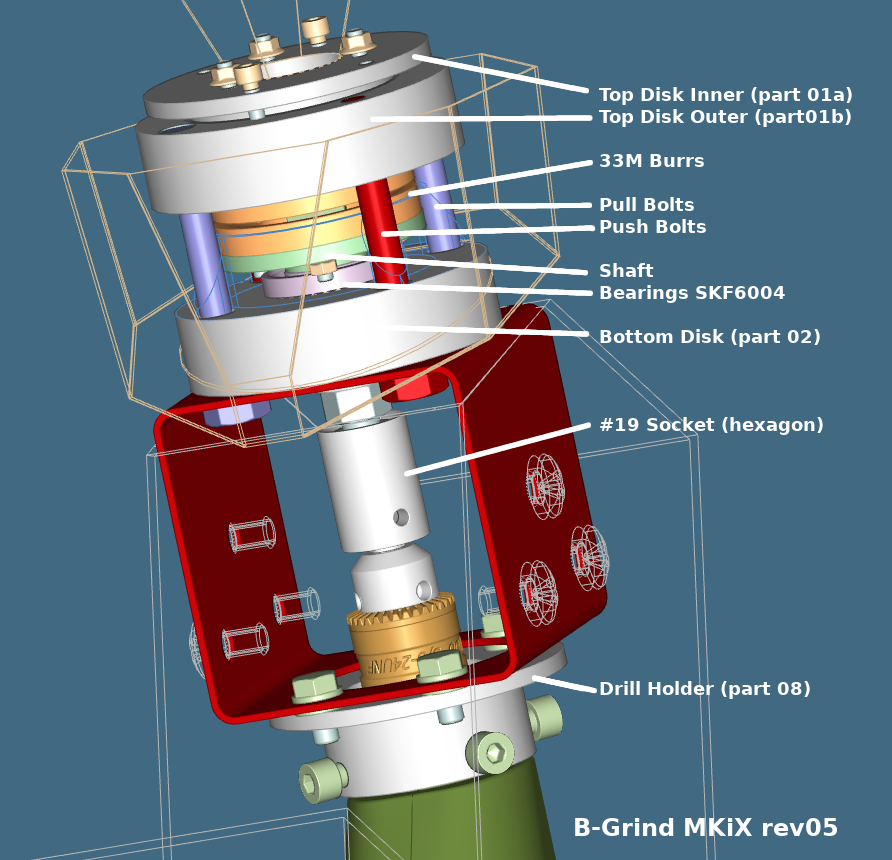 Top Disk Inner (part 01a)
Top Disk Outer (part01b)
33M Burrs
Pull Bolts
Push Bolts
Shaft
Bearings SKF6004
Bottom Disk (part 02)
#19 Socket (hexagon)
Drill Holder (part 08)
B-Grind MKiX rev05